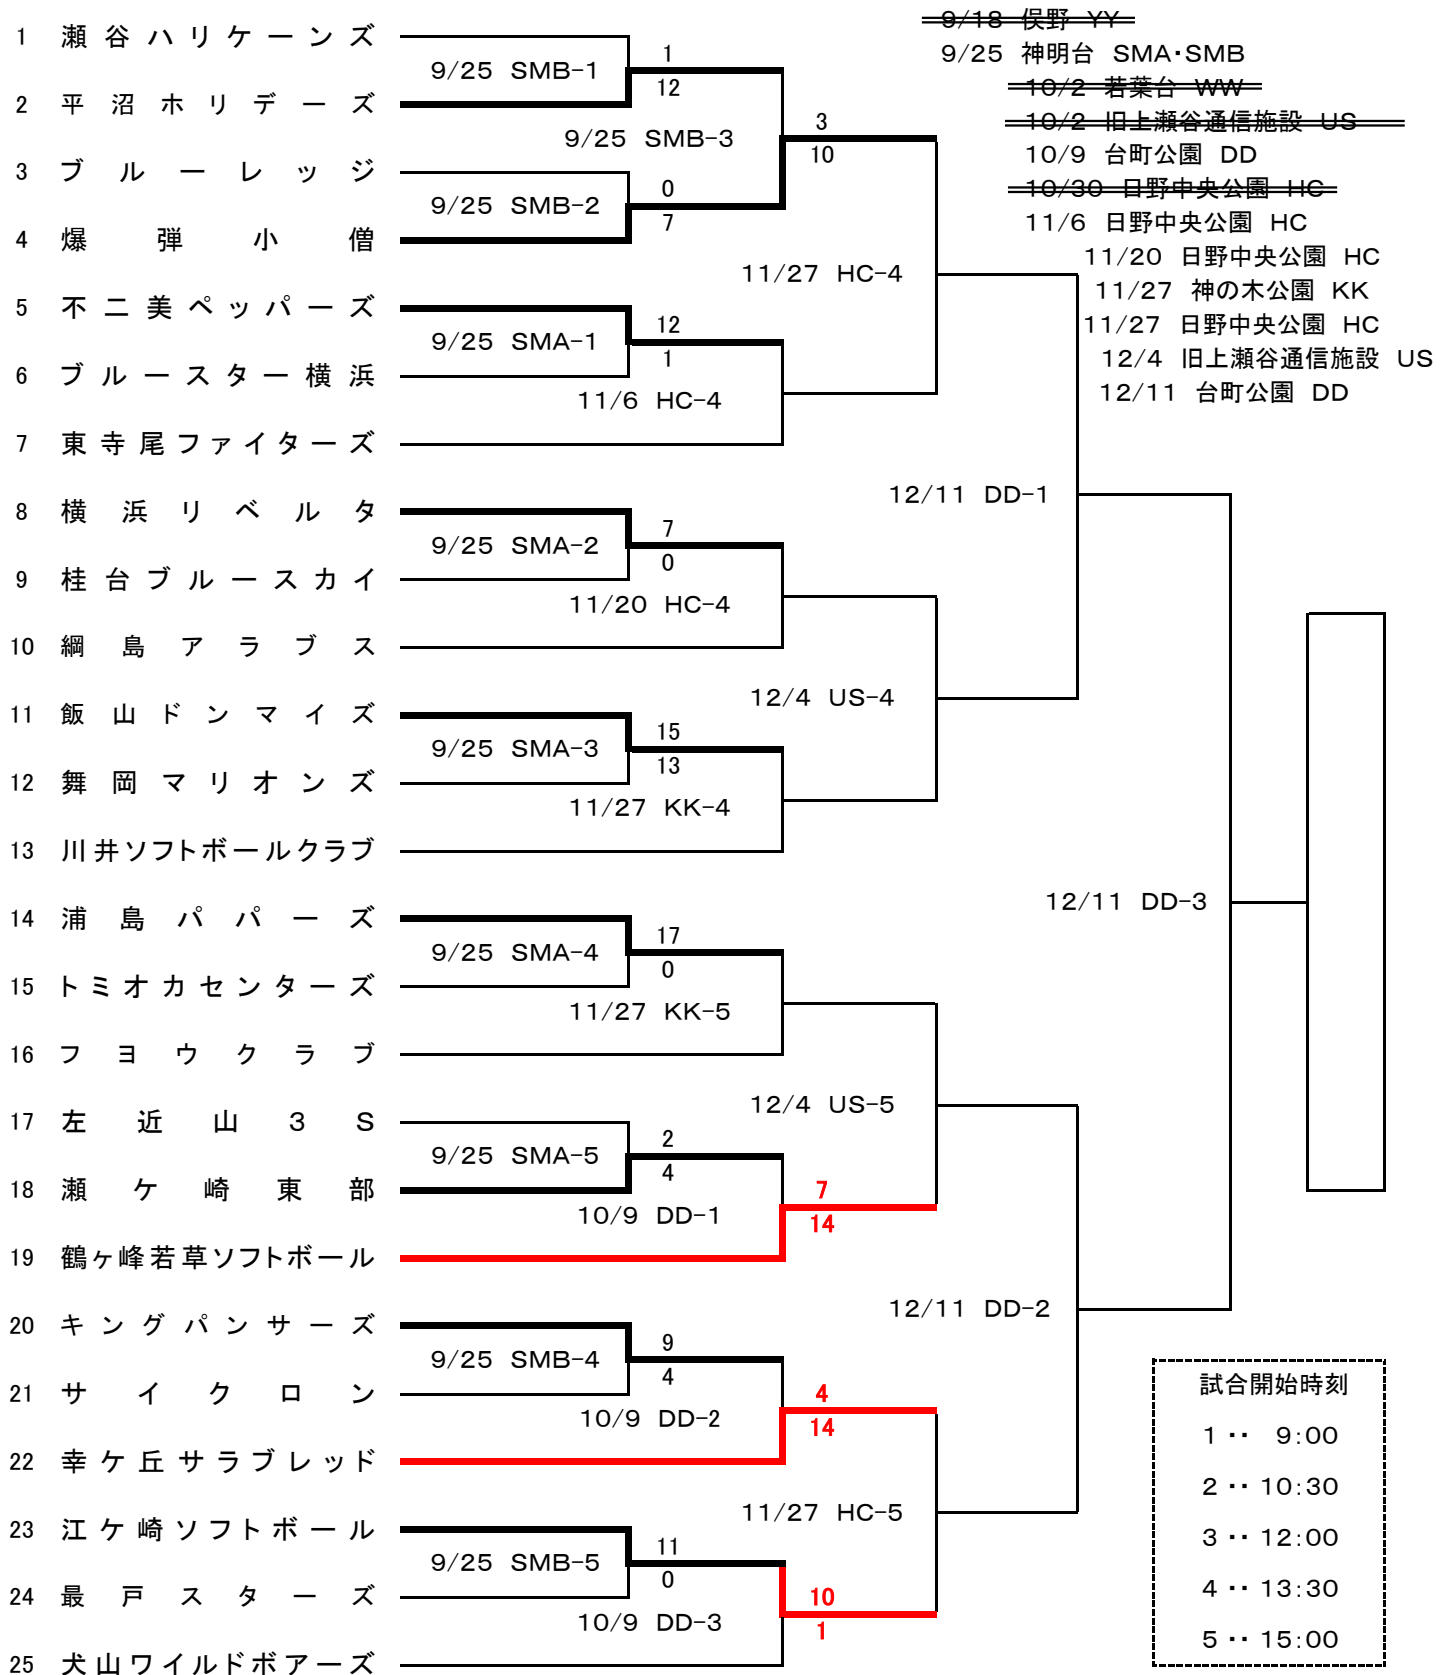 9/18 俣野 YY
9/25 神明台 SMA・SMB
10/2 若葉台 WW
10/2 旧上瀬谷通信施設 US
10/9 台町公園 DD
10/30 日野中央公園 HC
11/6 日野中央公園 HC
11/20 日野中央公園 HC
11/27 神の木公園 KK
11/27 日野中央公園 HC
12/4 旧上瀬谷通信施設 US
12/11 台町公園 DD
1 瀬谷ハリケーンズ
9/25 SMB-1
1
12
2 平沼ホリデーズ
9/25 SMB-3
3
10
3 ブルーレッジ
9/25 SMB-2
0
7
4 爆弾小僧
11/27 HC-4
5 不二美ペッパーズ
9/25 SMA-1
12
1
6 ブルースター横浜
11/6 HC-4
7 東寺尾ファイターズ
12/11 DD-1
8 横浜リベルタ
9/25 SMA-2
7
0
9 桂台ブルースカイ
11/20 HC-4
10 綱島アラブス
12/4 US-4
11 飯山ドンマイズ
9/25 SMA-3
15
13
12 舞岡マリオンズ
11/27 KK-4
13 川井ソフトボールクラブ
12/11 DD-3
14 浦島パパーズ
9/25 SMA-4
17
0
15 トミオカセンターズ
11/27 KK-5
16 フヨウクラブ
12/4 US-5
17 左近山3S
9/25 SMA-5
2
4
18 瀬ケ崎東部
10/9 DD-1
7
14
19 鶴ヶ峰若草ソフトボール
12/11 DD-2
20 キングパンサーズ
9/25 SMB-4
9
4
21 サイクロン
10/9 DD-2
4
14
22 幸ケ丘サラブレッド
11/27 HC-5
23 江ケ崎ソフトボール
9/25 SMB-5
11
0
24 最戸スターズ
10/9 DD-3
10
1
25 犬山ワイルドボアーズ
試合開始時刻
1 ・・ 9:00
2 ・・ 10:30
3 ・・ 12:00
4 ・・ 13:30
5 ・・ 15:00